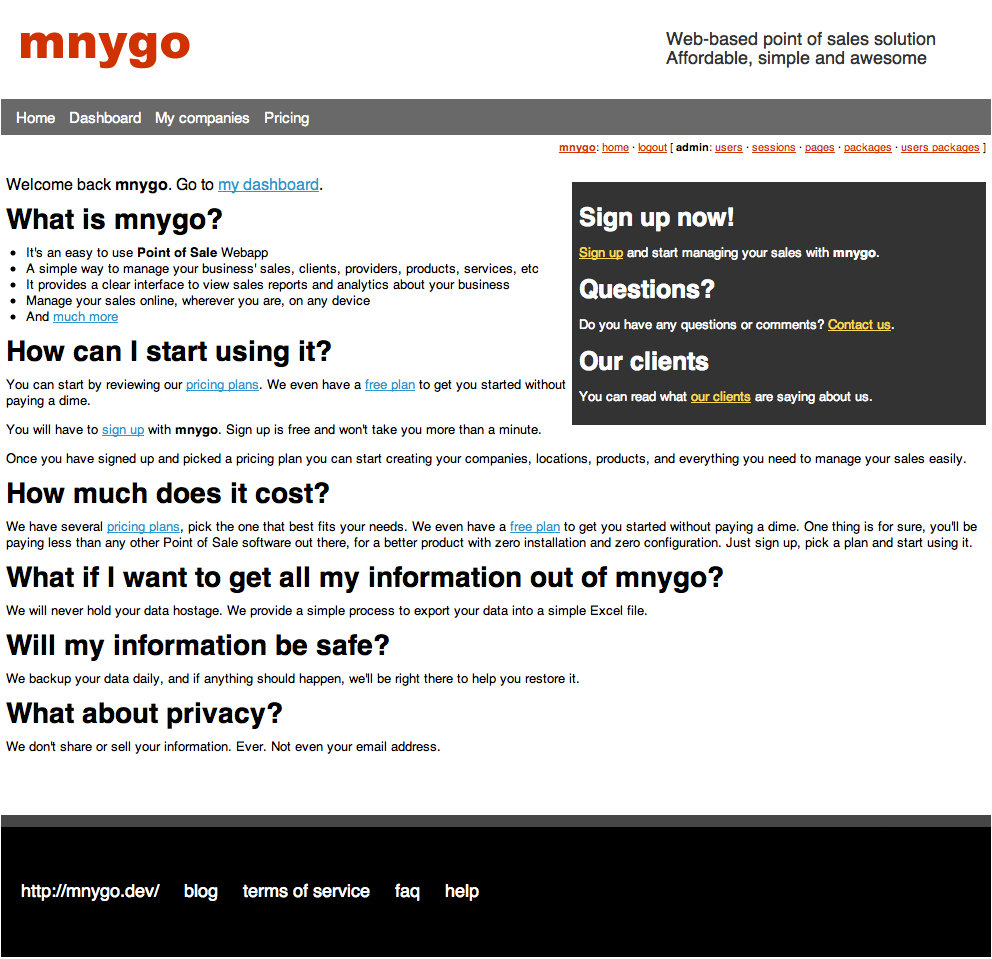 mnygo
Web-based point of sales solution
Affordable, simple and awesome
Home Dashboard My companies Pricing
mnygo: home · logout [ admin: users · sessions · pages · packages · users packages ]
Welcome back mnygo. Go to my dashboard.
What is mnygo?
It's an easy to use Point of Sale Webapp
A simple way to manage your business' sales, clients, providers, products, services, etc
It provides a clear interface to view sales reports and analytics about your business
Manage your sales online, wherever you are, on any device
And much more
Sign up now!
Sign up and start managing your sales with mnygo.
Questions?
Do you have any questions or comments? Contact us.
Our clients
You can read what our clients are saying about us.
How can I start using it?
You can start by reviewing our pricing plans. We even have a free plan to get you started without
paying a dime.
You will have to sign up with mnygo. Sign up is free and won't take you more than a minute.
Once you have signed up and picked a pricing plan you can start creating your companies, locations, products, and everything you need to manage your sales easily.
How much does it cost?
We have several pricing plans, pick the one that best fits your needs. We even have a free plan to get you started without paying a dime. One thing is for sure, you'll be
paying less than any other Point of Sale software out there, for a better product with zero installation and zero configuration. Just sign up, pick a plan and start using it.
What if I want to get all my information out of mnygo?
We will never hold your data hostage. We provide a simple process to export your data into a simple Excel file.
Will my information be safe?
We backup your data daily, and if anything should happen, we'll be right there to help you restore it.
What about privacy?
We don't share or sell your information. Ever. Not even your email address.
http://mnygo.dev/ blog terms of service faq help